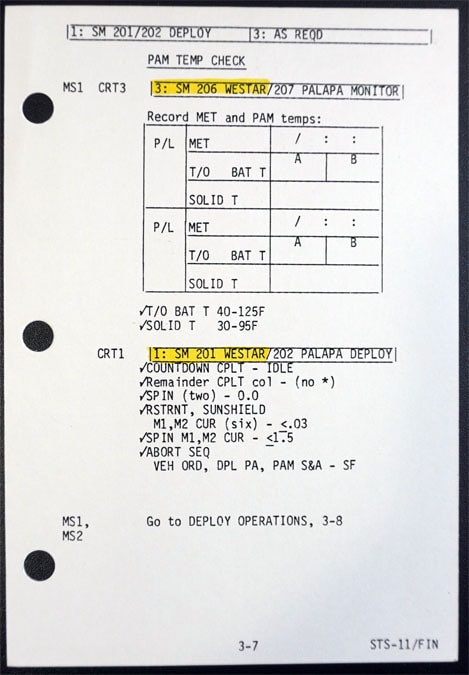 1: SM 201/202 DEPLOY 3: AS REQD
PAM TEMP CHECK
MS1 CRT3 3: SM 206 WESTAR/207 PALAPA MONITOR
Record MET and PAM temps:
P/L MET / : :
A B
T/O BAT T
SOLID T
P/L MET / : :
A B
T/O BAT T
SOLID T
✓T/O BAT T 40-125F
✓SOLID T 30-95F
CRT1 1: SM 201 WESTAR/202 PALAPA DEPLOY
✓COUNTDOWN CPLT - IDLE
✓Remainder CPLT col - (no *)
✓SPIN (two) - 0.0
✓RSTRNT, SUNSHIELD
M1,M2 CUR (six) - ≤.03
✓SPIN M1,M2 CUR - ≤1.5
✓ABORT SEQ
VEH ORD, DPL PA, PAM S&A - SF
MS1, Go to DEPLOY OPERATIONS, 3-8
MS2
3-7 STS-11/FIN